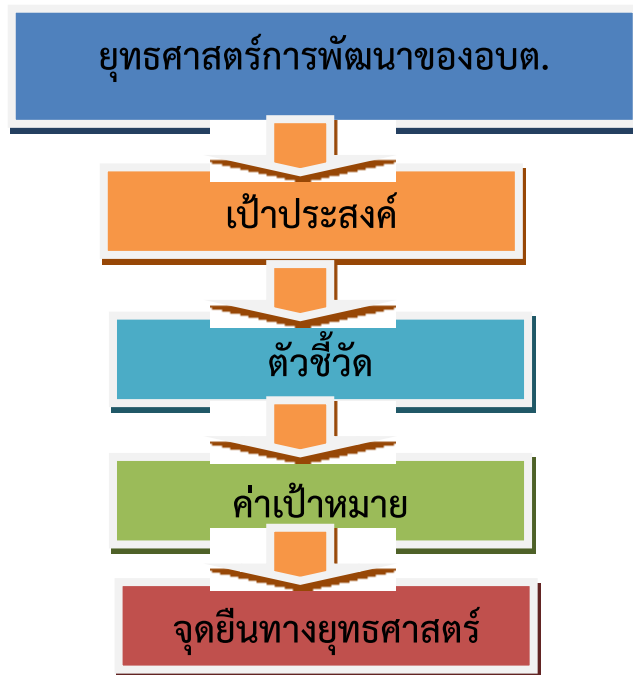 ยุทธศาสตร์การพัฒนาของอบต.
เป้าประสงค์
ตัวชี้วัด
ค่าเป้าหมาย
จุดยืนทางยุทธศาสตร์